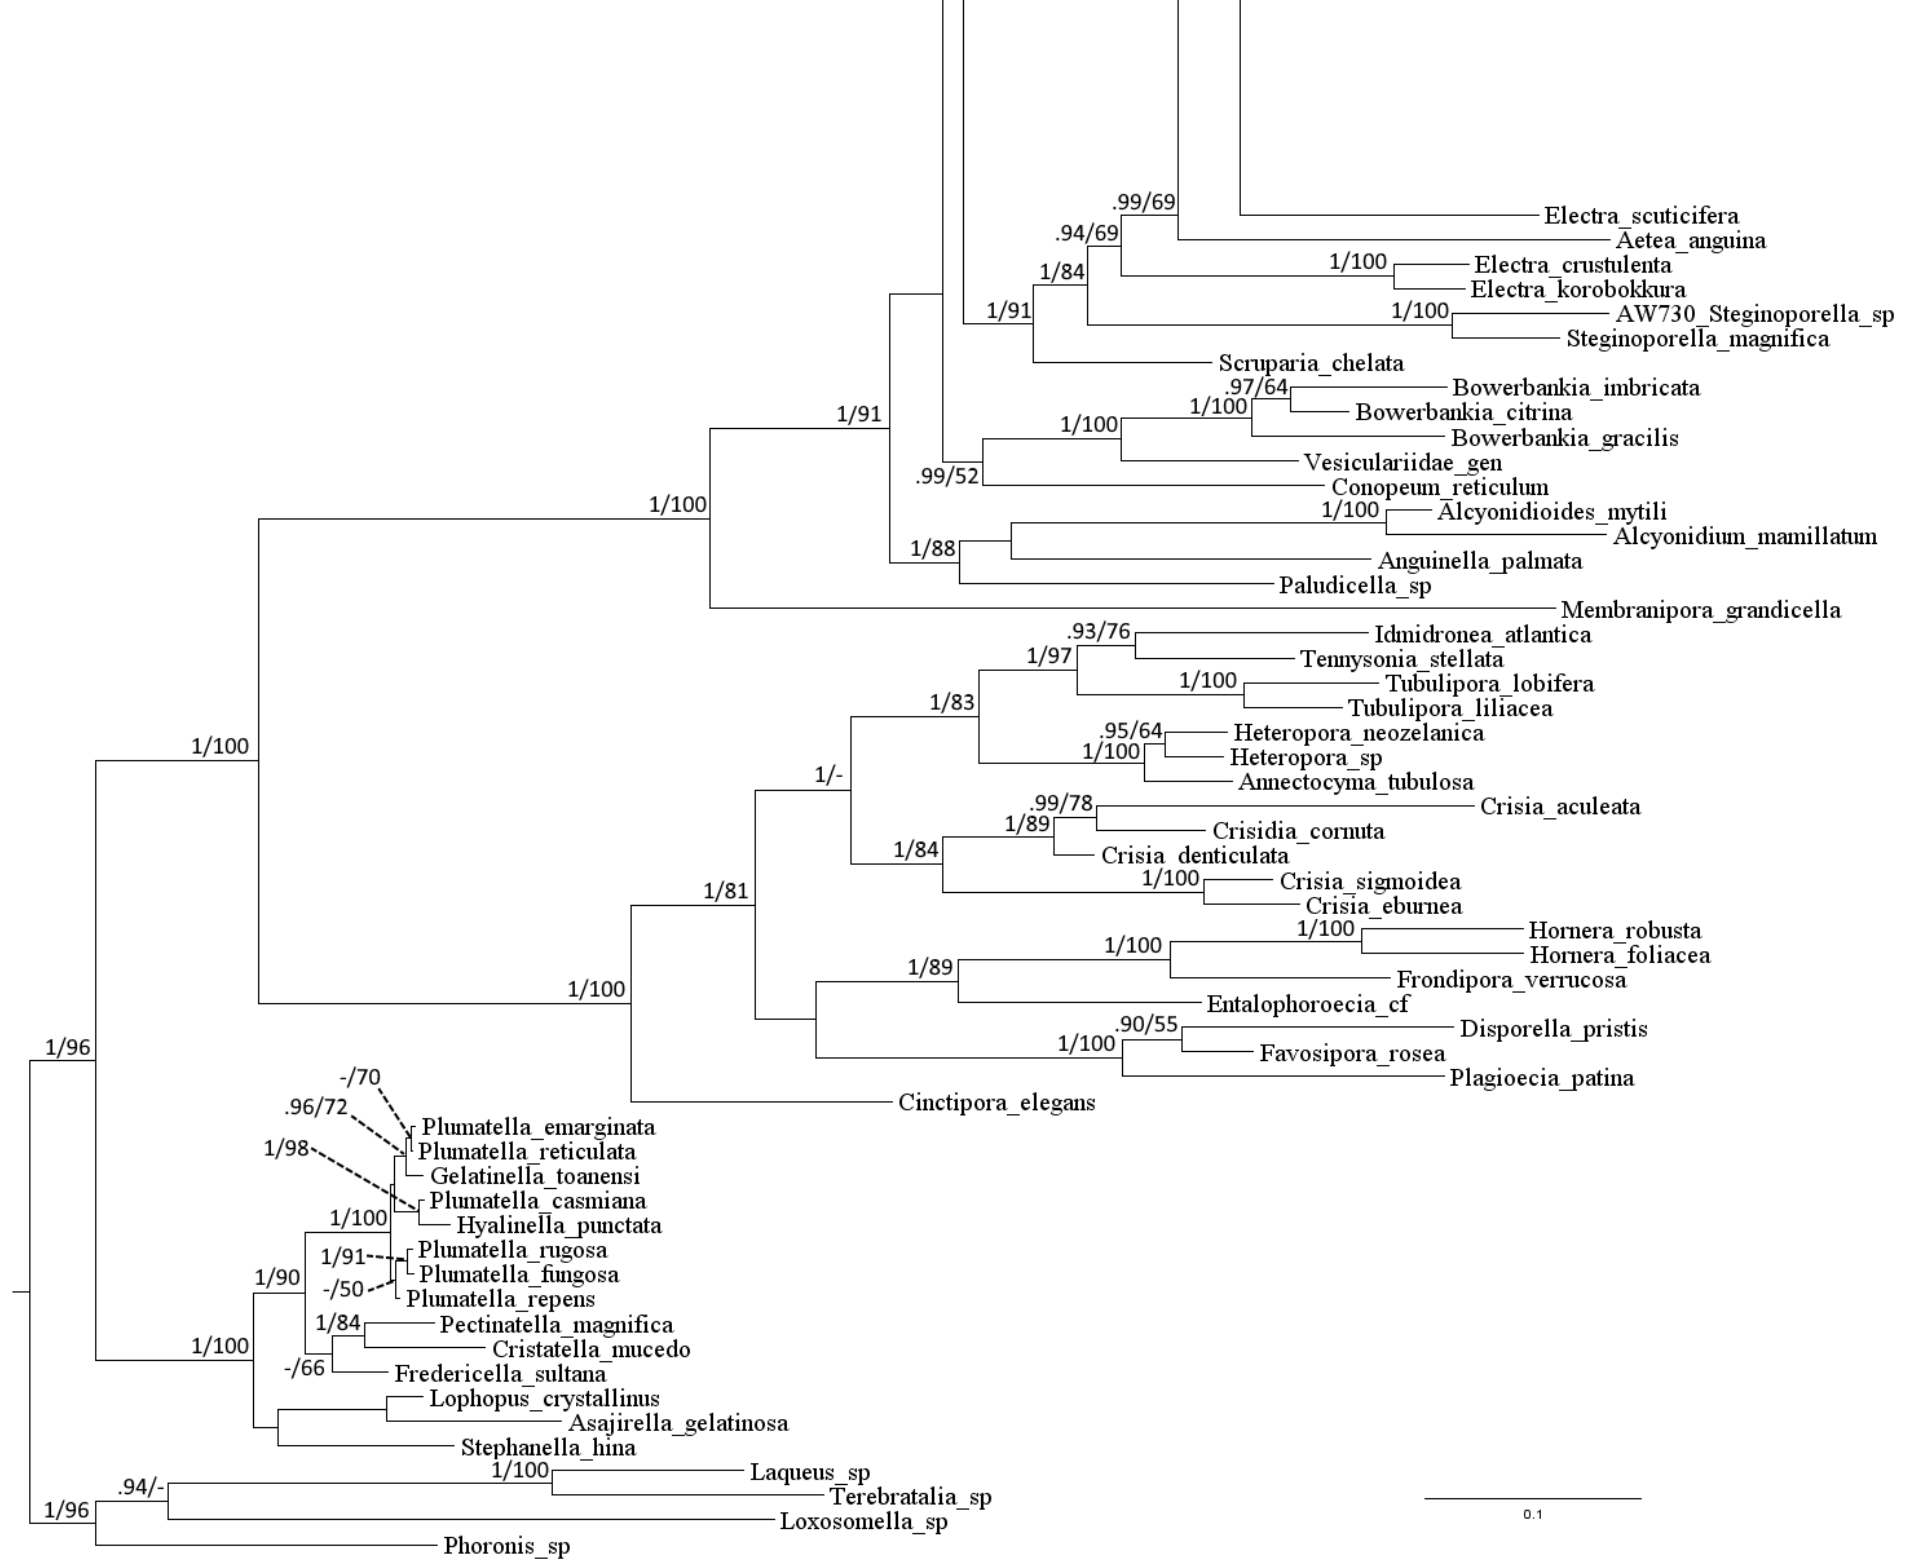 .99/69
Electra_scuticifera
.94/69
Aetea_anguina
1/100
Electra_crustulenta
1/84
Electra_korobokkura
1/91
1/100
AW730_Steginoporella_sp
Steginoporella_magnifica
Scruparia_chelata
.97/64
Bowerbankia_imbricata
1/91
1/100
1/100
Bowerbankia_citrina
Bowerbankia_gracilis
Vesiculariidae_gen
.99/52
Conopeum_reticulum
1/100
1/100
Alcyonidioides_mytili
Alcyonidium_mamillatum
1/88
Anguinella_palmata
Paludicella_sp
Membranipora_grandicella
.93/76
Idmidronea_atlantica
1/97
Tennysonia_stellata
1/100
Tubulipora_lobifera
1/83
Tubulipora_liliacea
.95/64
Heteropora_neozelanica
1/100
1/100
Heteropora_sp
1/-
Annectocyma_tubulosa
.99/78
Crisia_aculeata
1/89
Crisidia_cornuta
1/84
Crisia_denticulata
1/81
1/100
Crisia_sigmoidea
Crisia_eburnea
1/100
Hornera_robusta
1/100
Hornera_foliacea
1/89
Frondipora_verrucosa
1/100
Entalophoroecia_cf
.90/55
Disporella_pristis
1/96
1/100
Favosipora_rosea
-/70
Plagioecia_patina
.96/72
Cinctipora_elegans
Plumatella_emarginata
1/98
Plumatella_reticulata
Gelatinella_toanensi
Plumatella_casmiana
1/100
Hyalinella_punctata
1/91
Plumatella_rugosa
1/90
Plumatella_fungosa
-/50
Plumatella_repens
1/84
Pectinatella_magnifica
1/100
Cristatella_mucedo
-/66
Fredericella_sultana
Lophopus_crystallinus
Asajirella_gelatinosa
Stephanella_hina
1/100
Laqueus_sp
.94/-
Terebratalia_sp
1/96
Loxosomella_sp
0.1
Phoronis_sp